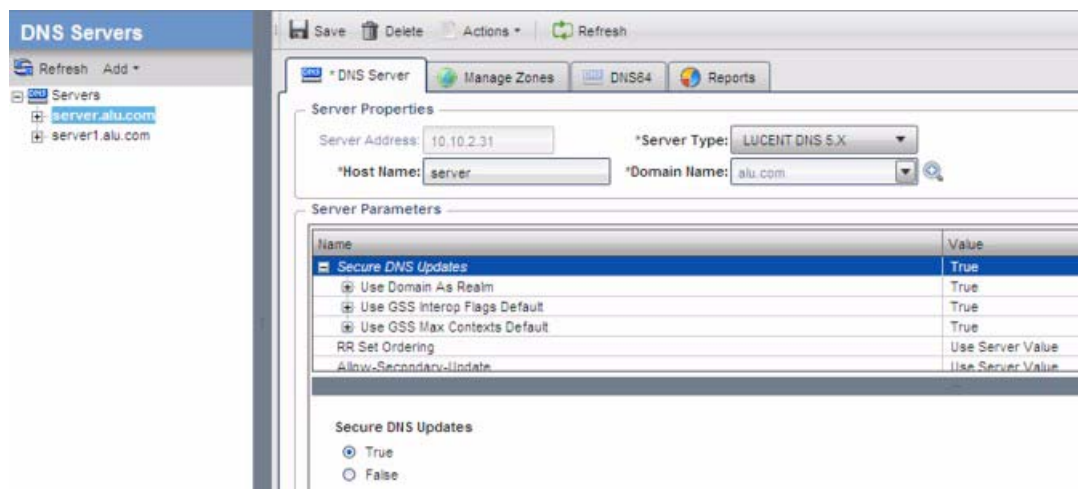 DNS Servers
Refresh Add
Servers
server.alu.com
server1.alu.com
Save Delete Actions Refresh
* DNS Server Manage Zones DNS64 Reports
Server Properties
Server Address: 10.10.2.31 *Server Type: LUCENT DNS 5.X
*Host Name: server *Domain Name: alu.com
Server Parameters
Name Value
Secure DNS Updates True
Use Domain As Realm True
Use GSS Interop Flags Default True
Use GSS Max Contexts Default True
RR Set Ordering Use Server Value
Allow-Secondary-Update Use Server Value
Secure DNS Updates
True
False